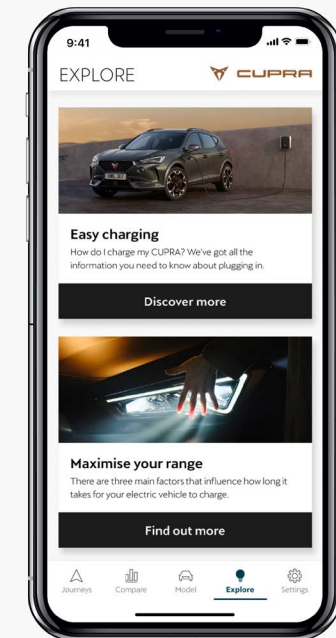 9:41
EXPLORE
CUPRA
Easy charging
How do I charge my CUPRA? We've got all the
information you need to know about plugging in.
Discover more
Maximise your range
There are three main factors that influence how long it
takes for your electric vehicle to charge.
Find out more
Journeys
Compare
Model
Explore
Settings